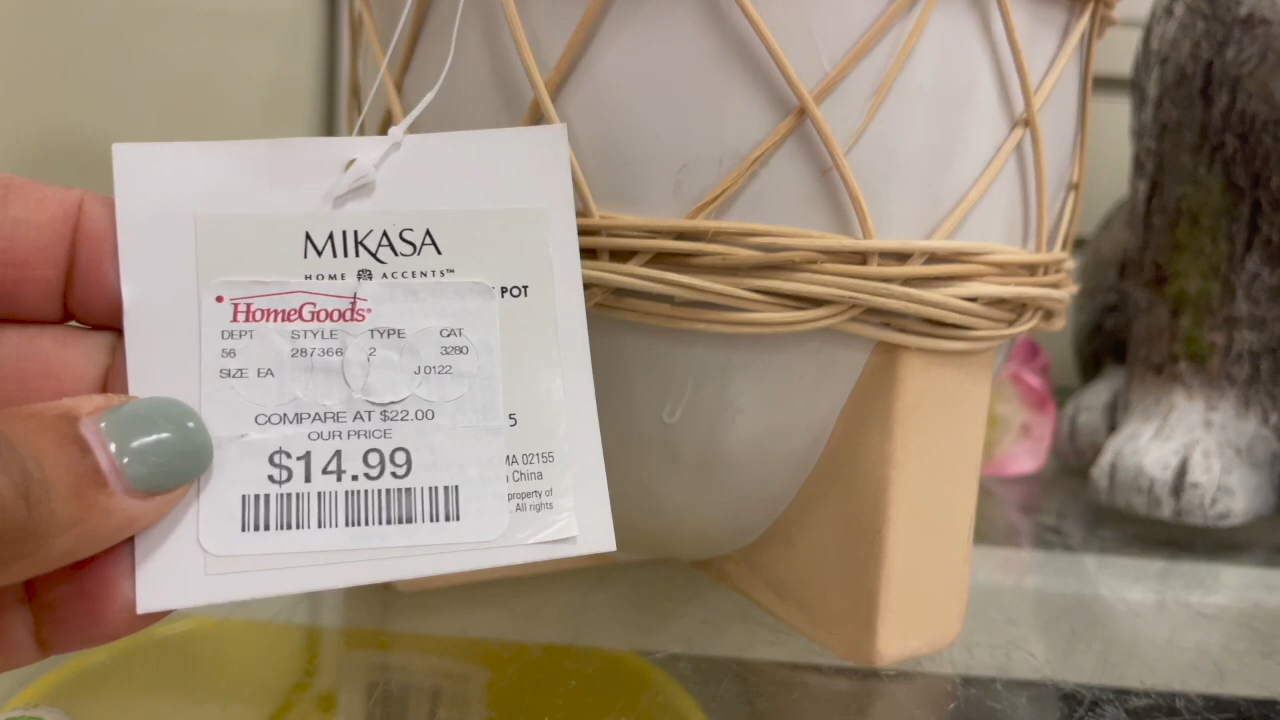 MIKASA
HOME ACCENTS™
POT
HomeGoods®
DEPT STYLE TYPE CAT
56 287366 2 3280
SIZE EA J0122
COMPARE AT $22.00
5
OUR PRICE
$14.99
MA 02155
China
property of
. All rights